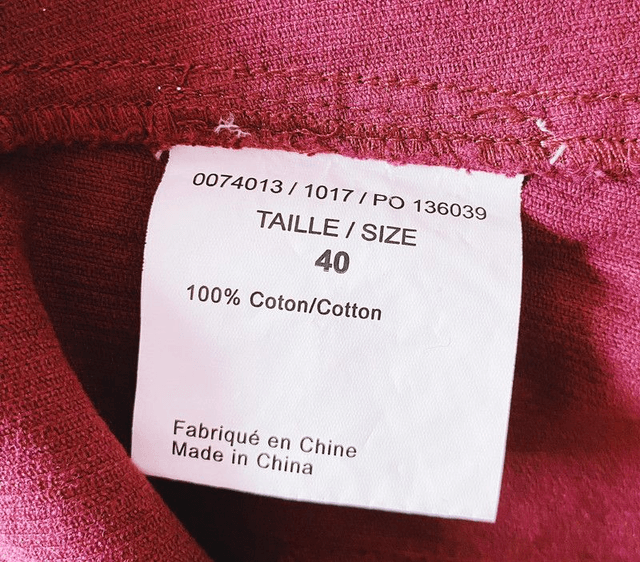 0074013 / 1017 / PO 136039
TAILLE / SIZE
40
100% Coton/Cotton
Fabriqué en Chine
Made in China